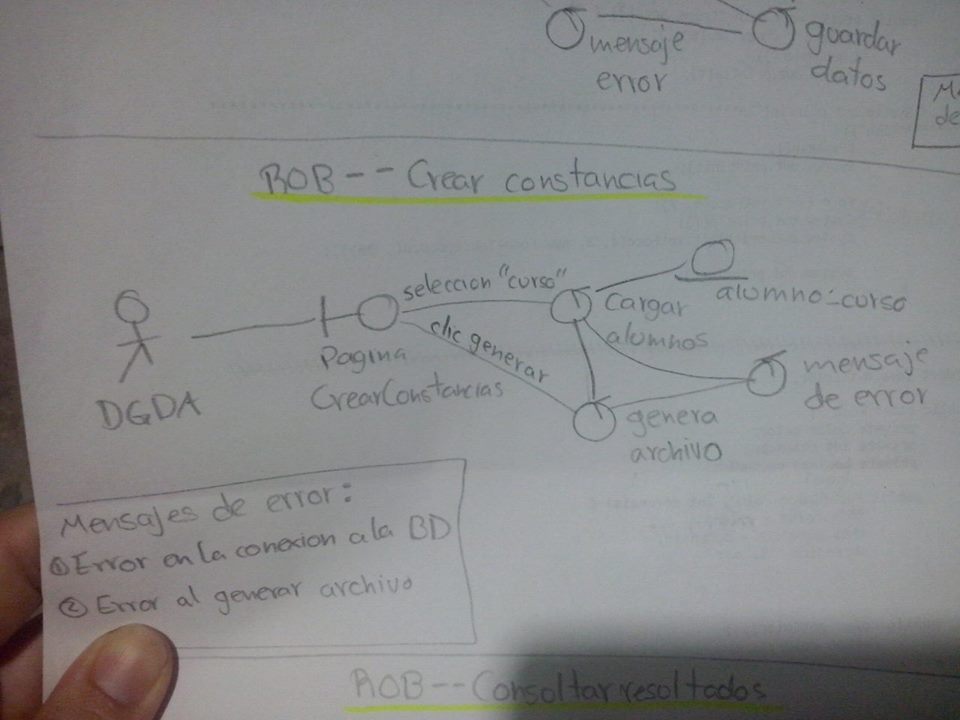 mensaje
error
guardar
datos
de
ROB -- Crear constancias
DGDA
Pagina
CrearConstancias
seleccion "curso"
clic generar
Cargar
alumnos
alumno-curso
genera
archivo
mensaje
de error
Mensajes de error:
① Error en la conexion a la BD
② Error al generar archivo
ROB -- Consultar resultados